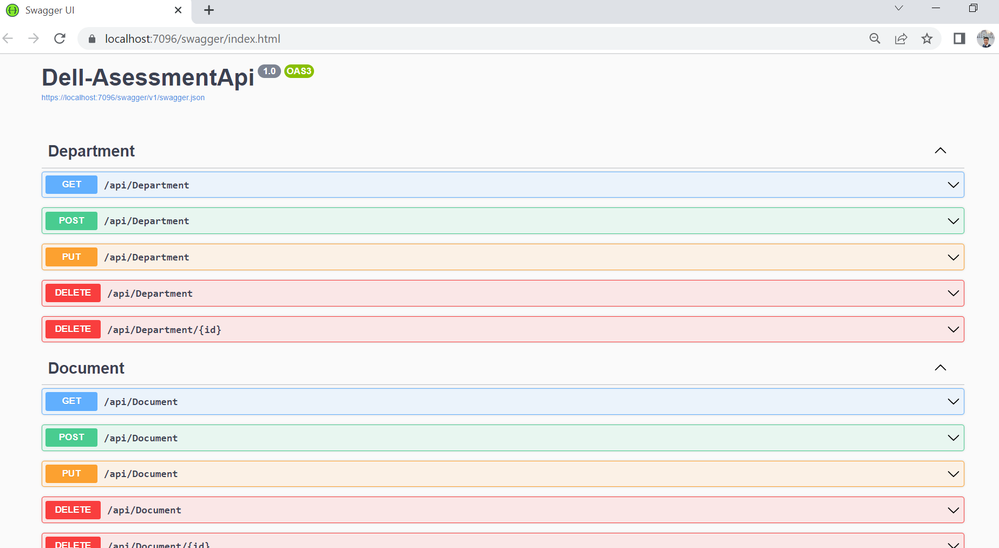 Swagger UI
localhost:7096/swagger/index.html
Dell-AsessmentApi 1.0 OAS3
https://localhost:7096/swagger/v1/swagger.json
Department
GET /api/Department
POST /api/Department
PUT /api/Department
DELETE /api/Department
DELETE /api/Department/{id}
Document
GET /api/Document
POST /api/Document
PUT /api/Document
DELETE /api/Document
DELETE /api/Document/{id}